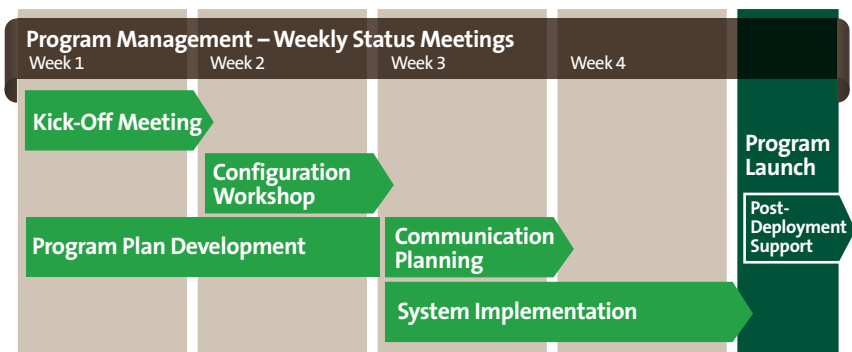 Program Management – Weekly Status Meetings
Week 1
Week 2
Week 3
Week 4
Kick-Off Meeting
Configuration
Workshop
Program Plan Development
Communication
Planning
System Implementation
Program
Launch
Post-
Deployment
Support